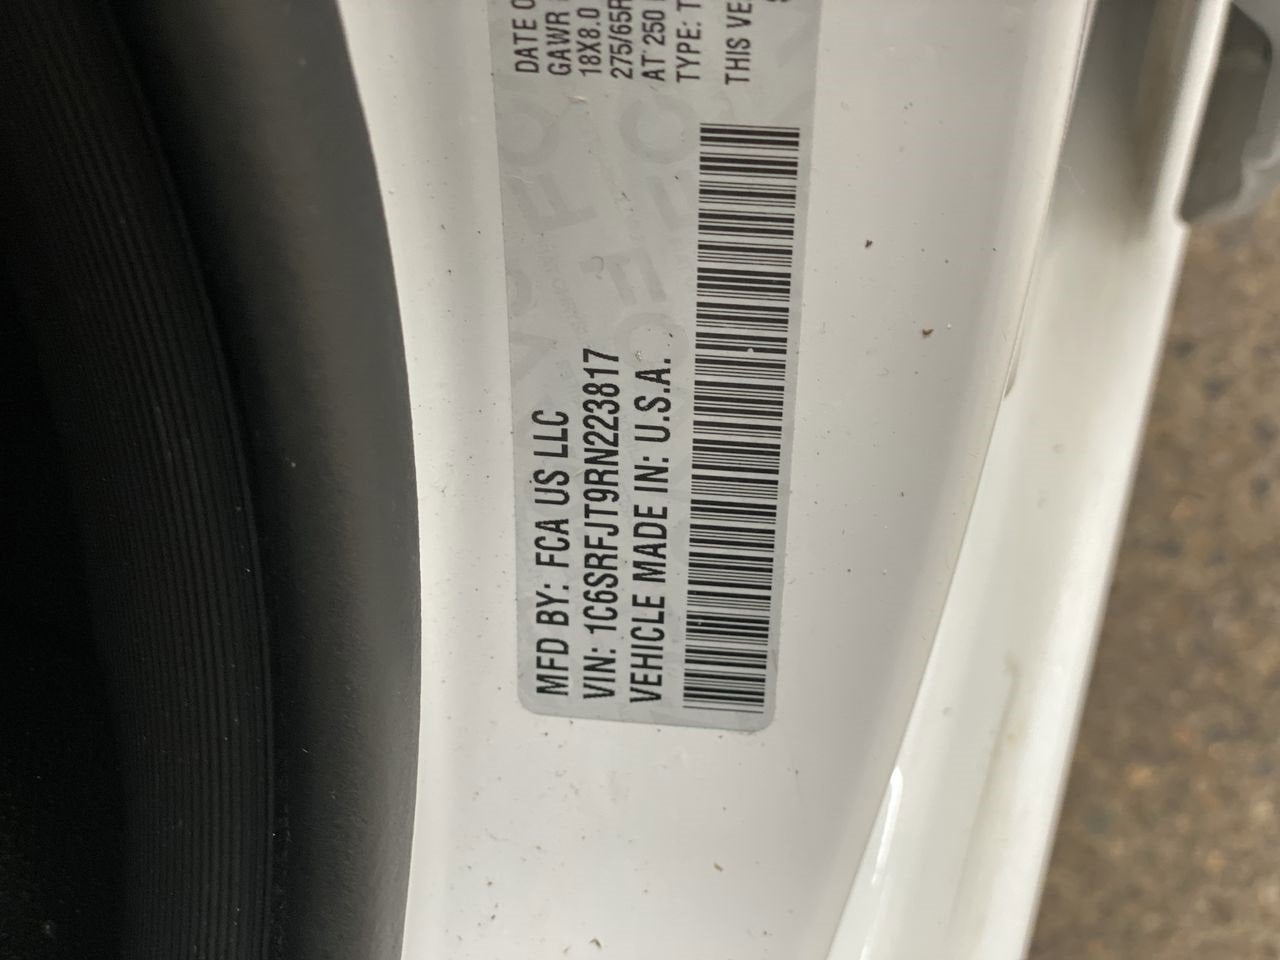 MFD BY: FCA US LLC
DATE O
VIN: 1C6SRFJT9RN223817
GAWR
18X8.0
VEHICLE MADE IN: U.S.A.
275/65R
AT 250
TYPE: T
THIS VE